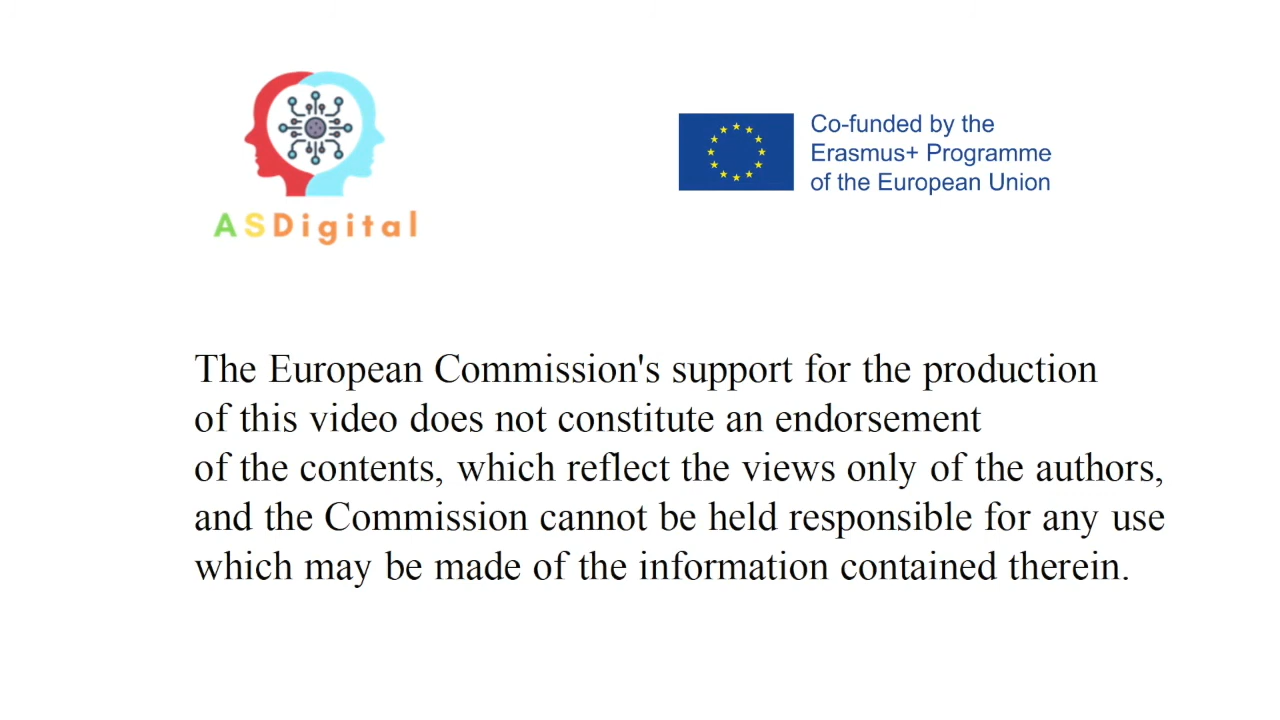 ASDigital
Co-funded by the
Erasmus+ Programme
of the European Union
The European Commission's support for the production
of this video does not constitute an endorsement
of the contents, which reflect the views only of the authors,
and the Commission cannot be held responsible for any use
which may be made of the information contained therein.